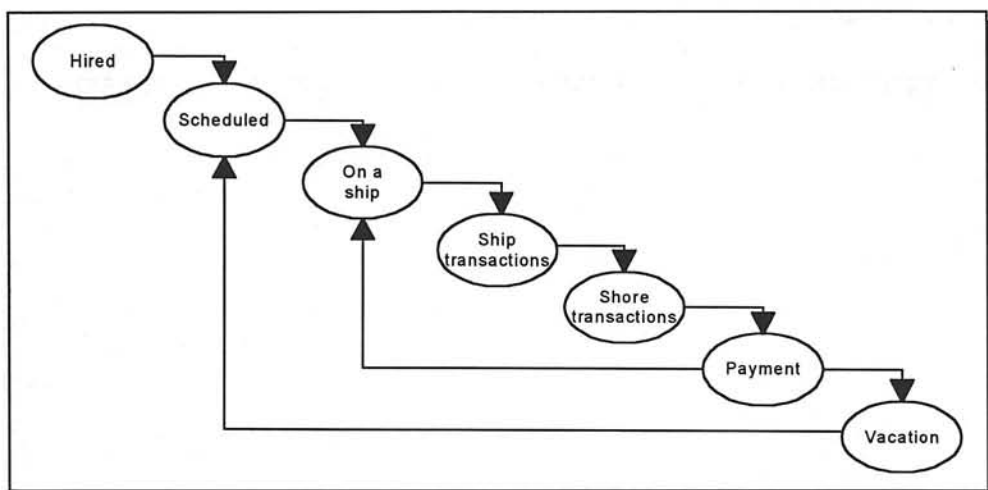 Hired
Scheduled
On a
ship
Ship
transactions
Shore
transactions
Payment
Vacation